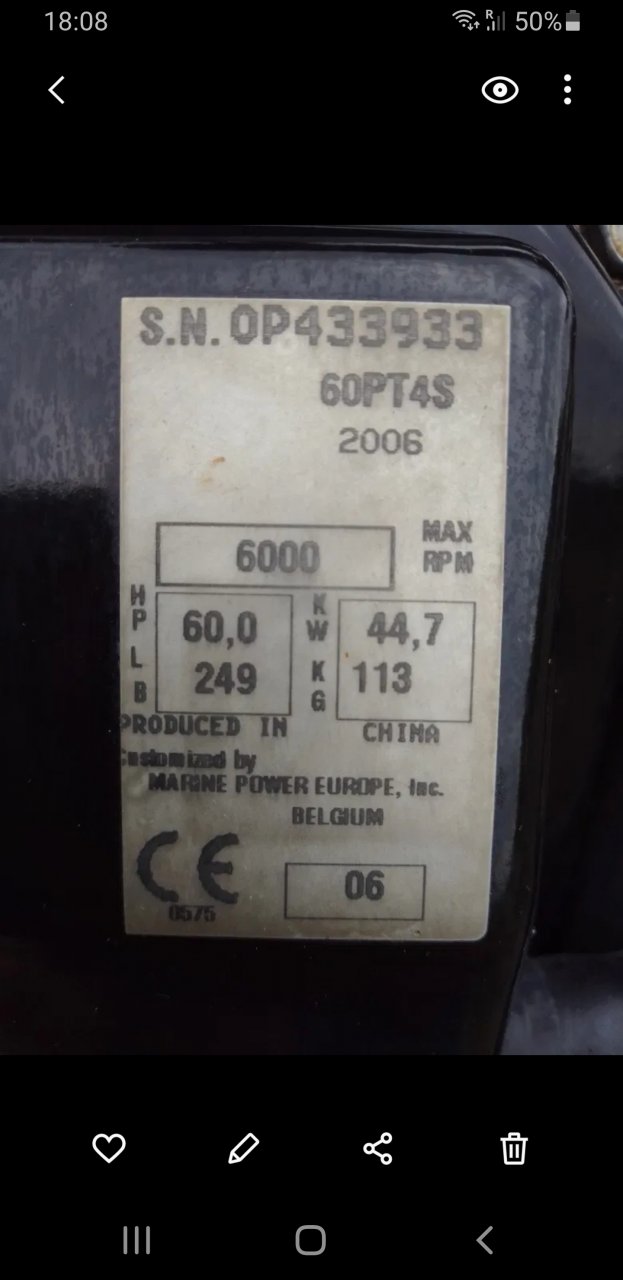 18:08
R 50%
S.N. 0P433933
60PT4S
2006
6000 MAX RPM
HP 60,0 KW 44,7
LB 249 KG 113
PRODUCED IN CHINA
Customized by
MARINE POWER EUROPE, Inc.
BELGIUM
CE 06
0575